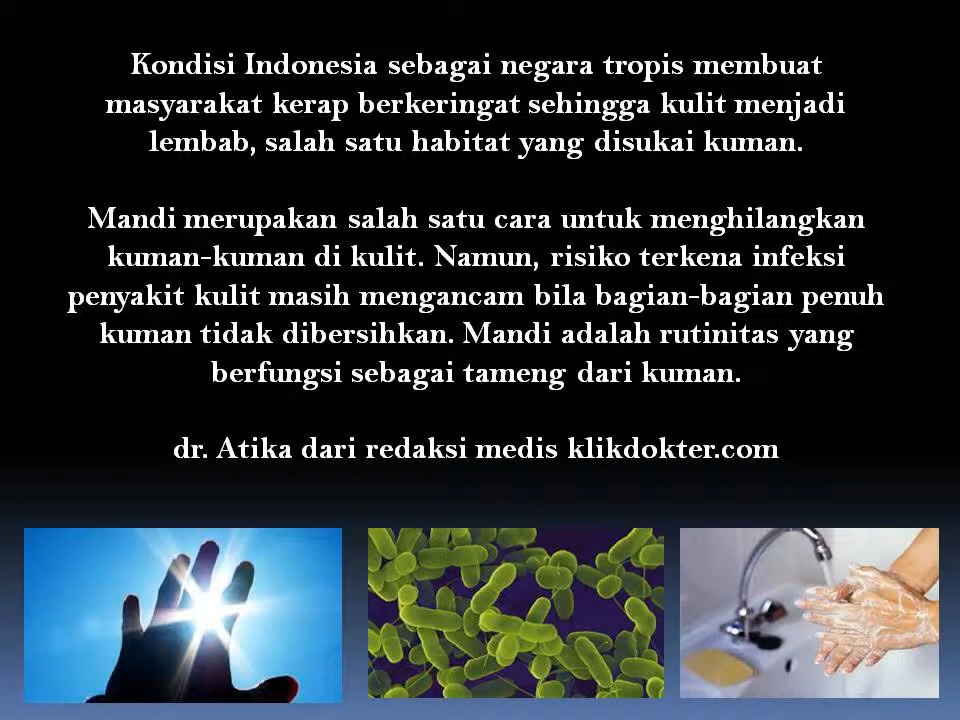 Kondisi Indonesia sebagai negara tropis membuat
masyarakat kerap berkeringat sehingga kulit menjadi
lembab, salah satu habitat yang disukai kuman.
Mandi merupakan salah satu cara untuk menghilangkan
kuman-kuman di kulit. Namun, risiko terkena infeksi
penyakit kulit masih mengancam bila bagian-bagian penuh
kuman tidak dibersihkan. Mandi adalah rutinitas yang
berfungsi sebagai tameng dari kuman.
dr. Atika dari redaksi medis klikdokter.com